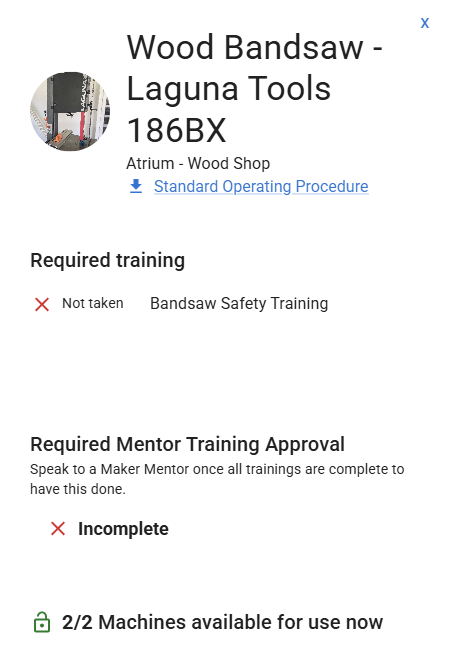 x
Wood Bandsaw -
Laguna Tools
186BX
Atrium - Wood Shop
Standard Operating Procedure
Required training
Not taken Bandsaw Safety Training
Required Mentor Training Approval
Speak to a Maker Mentor once all trainings are complete to
have this done.
Incomplete
2/2 Machines available for use now